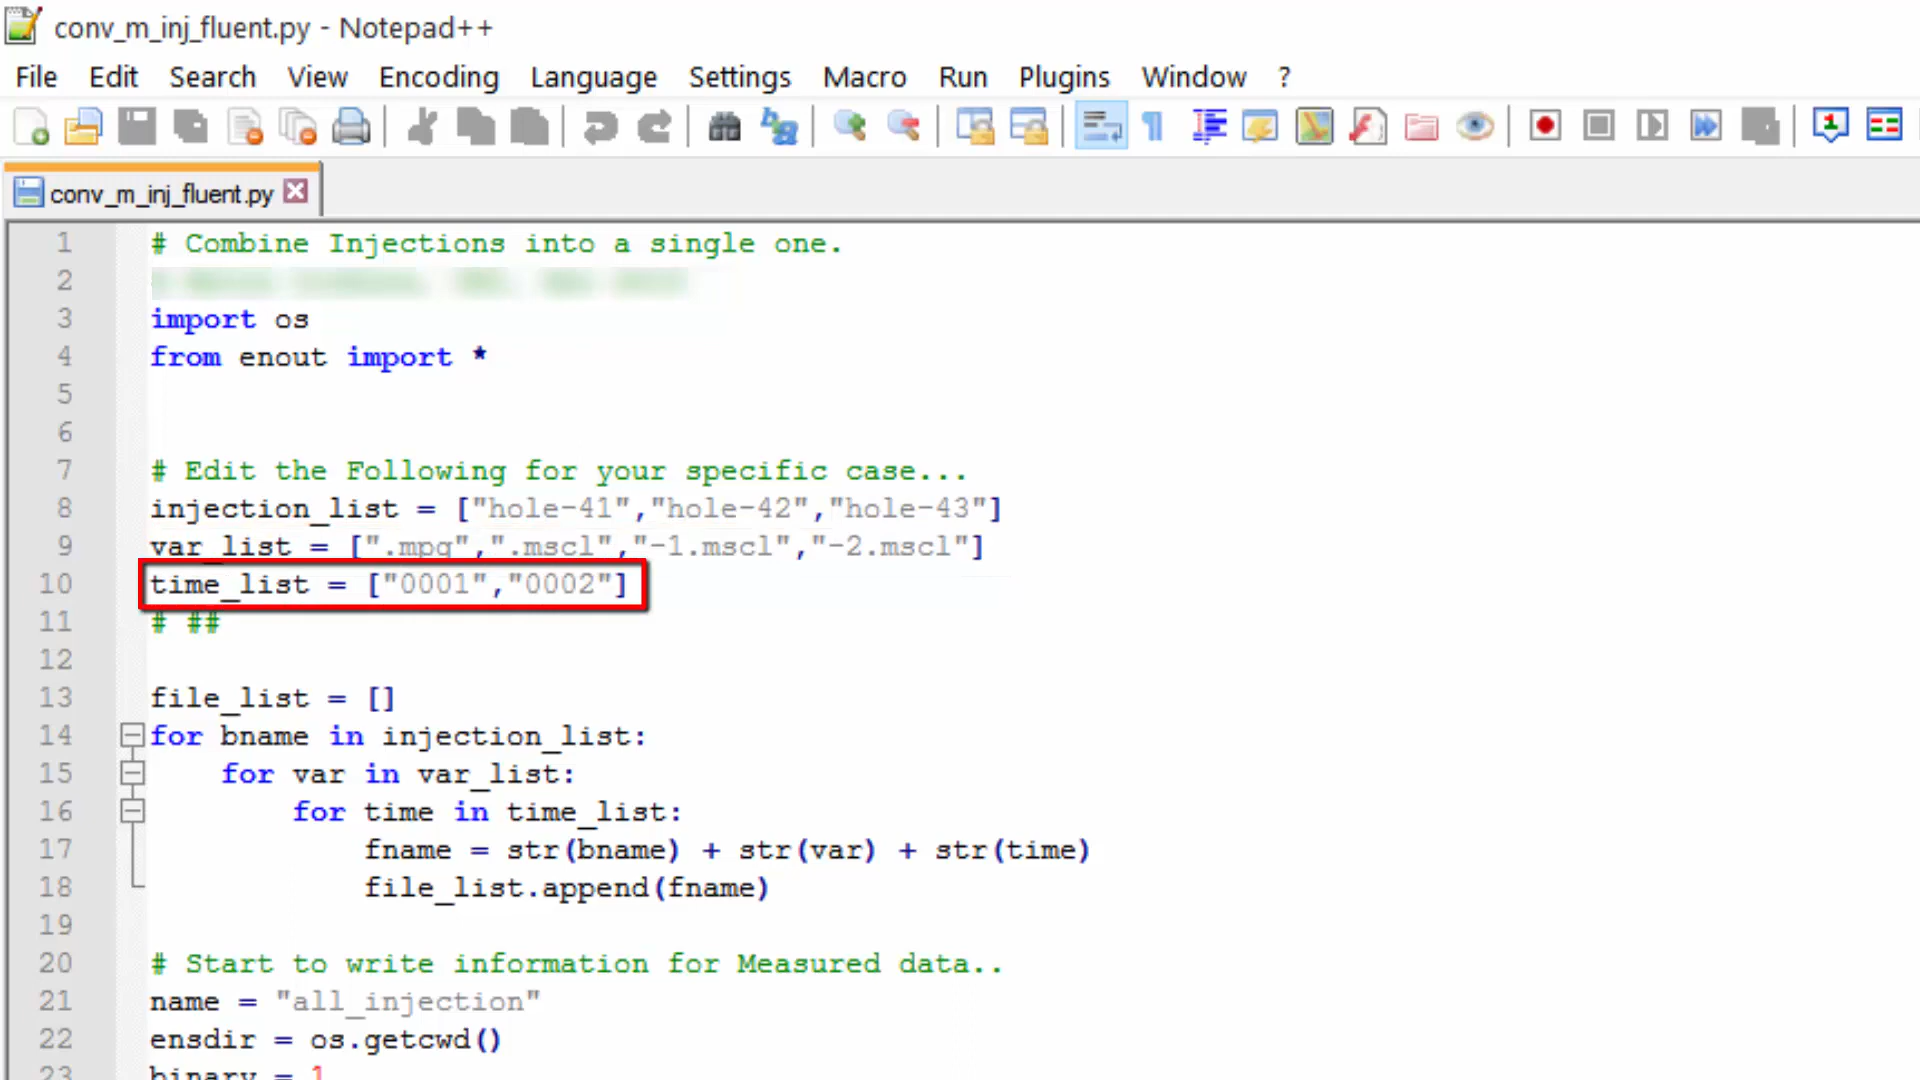 conv_m_inj_fluent.py - Notepad++
File Edit Search View Encoding Language Settings Macro Run Plugins Window ?
conv_m_inj_fluent.py
1 # Combine Injections into a single one.
2
3 import os
4 from enout import *
5
6
7 # Edit the Following for your specific case...
8 injection_list = ["hole-41","hole-42","hole-43"]
9 var_list = [".mpg",".mscl","-1.mscl","-2.mscl"]
10 time_list = ["0001","0002"]
11 # ##
12
13 file_list = []
14 for bname in injection_list:
15 for var in var_list:
16 for time in time_list:
17 fname = str(bname) + str(var) + str(time)
18 file_list.append(fname)
19
20 # Start to write information for Measured data..
21 name = "all_injection"
22 ensdir = os.getcwd()
23 binary = 1